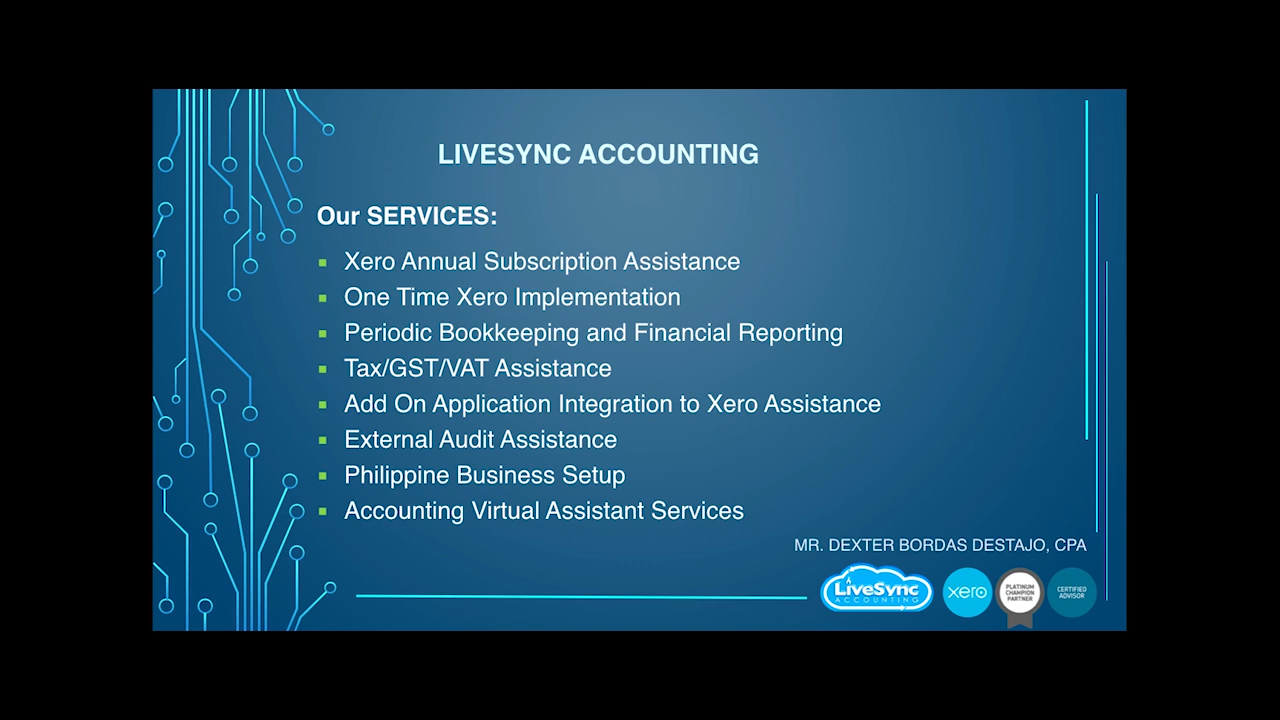 LIVESYNC ACCOUNTING
Our SERVICES:
Xero Annual Subscription Assistance
One Time Xero Implementation
Periodic Bookkeeping and Financial Reporting
Tax/GST/VAT Assistance
Add On Application Integration to Xero Assistance
External Audit Assistance
Philippine Business Setup
Accounting Virtual Assistant Services
MR. DEXTER BORDAS DESTAJO, CPA
LiveSync
ACCOUNTING
xero
PLATINUM
CHAMPION
PARTNER
CERTIFIED
ADVISOR